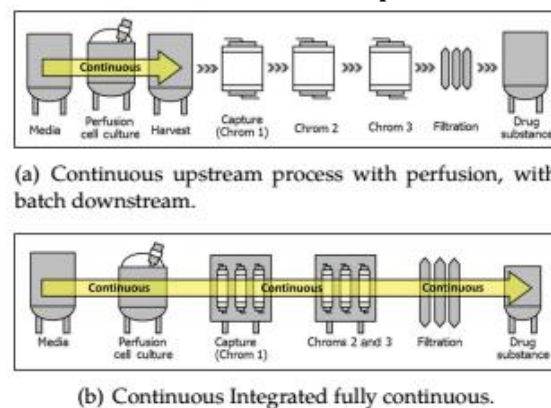 Continuous
Media
Perfusion
cell culture
Harvest
Capture
(Chrom 1)
Chrom 2
Chrom 3
Filtration
Drug
substance
(a) Continuous upstream process with perfusion, with
batch downstream.
Continuous
Continuous
Continuous
Media
Perfusion
cell culture
Capture
(Chrom 1)
Chroms 2 and 3
Filtration
Drug
substance
(b) Continuous Integrated fully continuous.